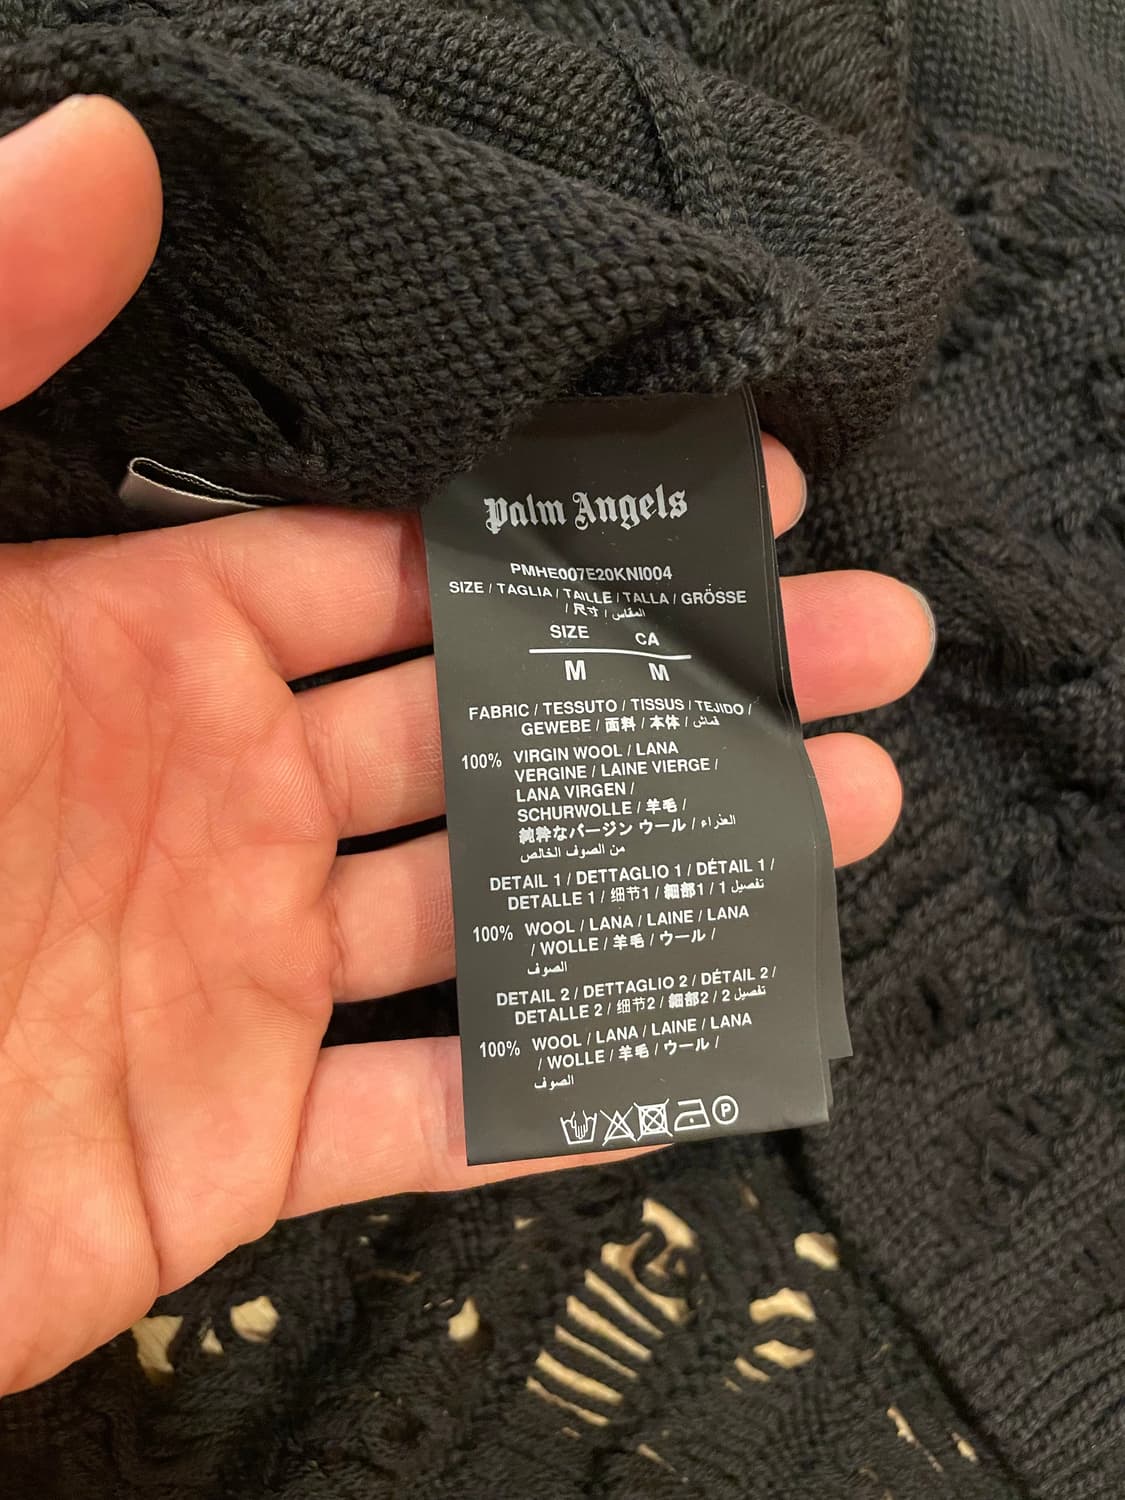 Palm Angels
PMHE007E20KNI004
SIZE / TAGLIA / TAILLE / TALLA / GRÖSSE
/ 尺寸 / المقاس
SIZE CA
M M
FABRIC / TESSUTO / TISSUS / TEJIDO /
GEWEBE / 面料 / 本体 / قماش
100% VIRGIN WOOL / LANA
VERGINE / LAINE VIERGE /
LANA VIRGEN /
SCHURWOLLE / 羊毛 /
純粋なバージン ウール / العذراء
من الصوف الخالص
DETAIL 1 / DETTAGLIO 1 / DÉTAIL 1 /
DETALLE 1 / 细节1 / 細部1 / تفصيل 1
100% WOOL / LANA / LAINE / LANA
/ WOLLE / 羊毛 / ウール /
الصوف
DETAIL 2 / DETTAGLIO 2 / DÉTAIL 2 /
DETALLE 2 / 细节2 / 細部2 / تفصيل 2
100% WOOL / LANA / LAINE / LANA
/ WOLLE / 羊毛 / ウール /
الصوف
P